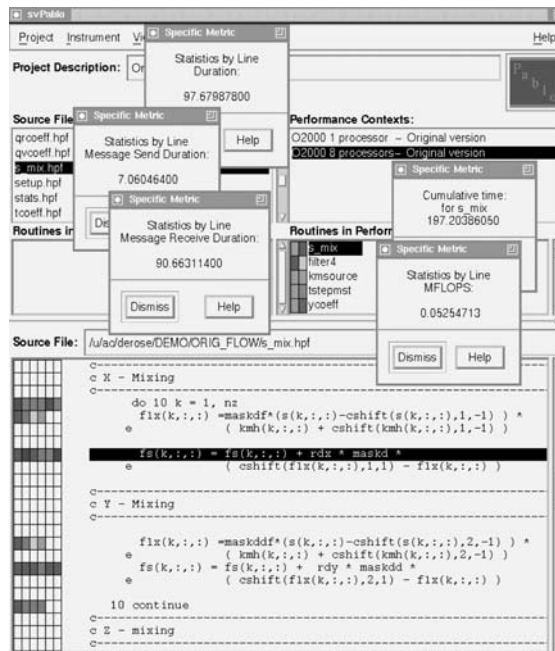 svPablo
Project Instrument Vi Help
Project Description: Or
Specific Metric
Statistics by Line
Duration:
97.67987800
Help
Pablo
Source File
qrcoeff.hpf
qvcoeff.hpf
s_mix.hpf
setup.hpf
stats.hpf
tcoeff.hpf
Specific Metric
Statistics by Line
Message Send Duration:
7.06046400
Dis
Performance Contexts:
O2000 1 processor - Original version
O2000 8 processors- Original version
Specific Metric
Cumulative time:
for s_mix
197.20386050
Routines in
Specific Metric
Statistics by Line
Message Receive Duration:
90.66311400
Dismiss Help
Routines in Perform
s_mix
filter4
kmsource
tstepmst
ycoeff
Specific Metric
Statistics by Line
MFLOPS:
0.05254713
Dismiss Help
Source File: /u/ac/derose/DEMO/ORIG_FLOW/s_mix.hpf
c----------------------------------------------------
c X - Mixing
c----------------------------------------------------
do 10 k = 1, nz
flx(k,:,:) =maskdf*(s(k,:,:)-cshift(s(k,:,:),1,-1) ) *
e ( kmh(k,:,:) + cshift(kmh(k,:,:),1,-1) )
fs(k,:,:) = fs(k,:,:) + rdx * maskd *
e ( cshift(flx(k,:,:),1,1) - flx(k,:,:) )
c----------------------------------------------------
c Y - Mixing
c----------------------------------------------------
flx(k,:,:) =maskddf*(s(k,:,:)-cshift(s(k,:,:),2,-1) ) *
e ( kmh(k,:,:) + cshift(kmh(k,:,:),2,-1) )
fs(k,:,:) = fs(k,:,:) + rdy * maskdd *
e ( cshift(flx(k,:,:),2,1) - flx(k,:,:) )
10 continue
c----------------------------------------------------
c Z - mixing
c----------------------------------------------------